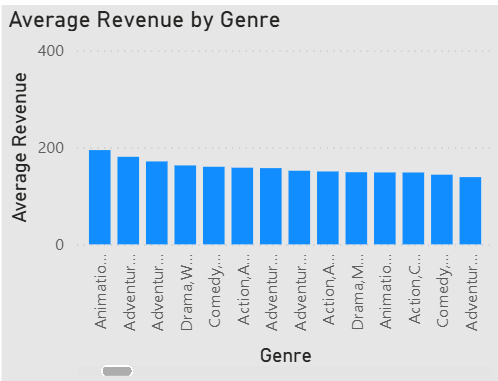 Average Revenue by Genre
400
200
0
Average Revenue
Animatio...
Adventur...
Adventur...
Drama,W...
Comedy,...
Action,A...
Adventur...
Adventur...
Action,A...
Drama,M...
Animatio...
Action,C...
Comedy,...
Adventur...
Genre